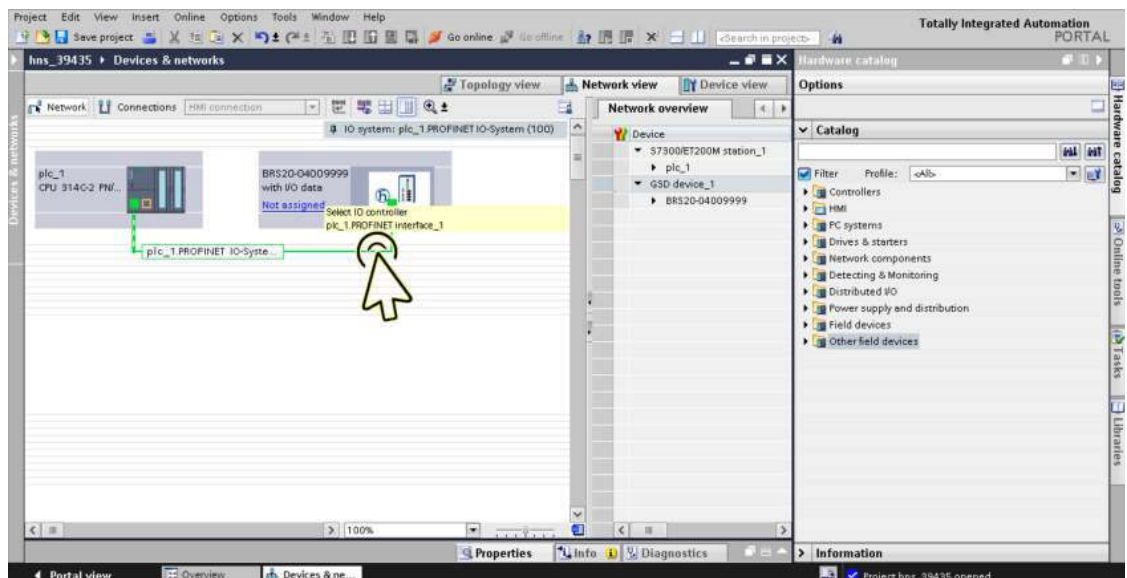 Project Edit View Insert Online Options Tools Window Help
Totally Integrated Automation
PORTAL
Save project
Go online
Go offline
<Search in project>
hns_39435 ▸ Devices & networks
Hardware catalog
Topology view
Network view
Device view
Options
Network
Connections
HMI connection
Network overview
IO system: plc_1.PROFINET IO-System (100)
Device
S7300/ET200M station_1
plc_1
GSD device_1
BRS20-04009999
plc_1
CPU 314C-2 PN/...
BRS20-04009999
with I/O data
Not assigned
Select IO controller
plc_1.PROFINET interface_1
plc_1.PROFINET IO-Syste...
Catalog
Filter
Profile:
<All>
Controllers
HMI
PC systems
Drives & starters
Network components
Detecting & Monitoring
Distributed I/O
Power supply and distribution
Field devices
Other field devices
Devices & networks
Hardware catalog
Online tools
Tasks
Libraries
100%
Properties
Info
Diagnostics
Information
Portal view
Overview
Devices & ne...
Project hns_39435 opened.